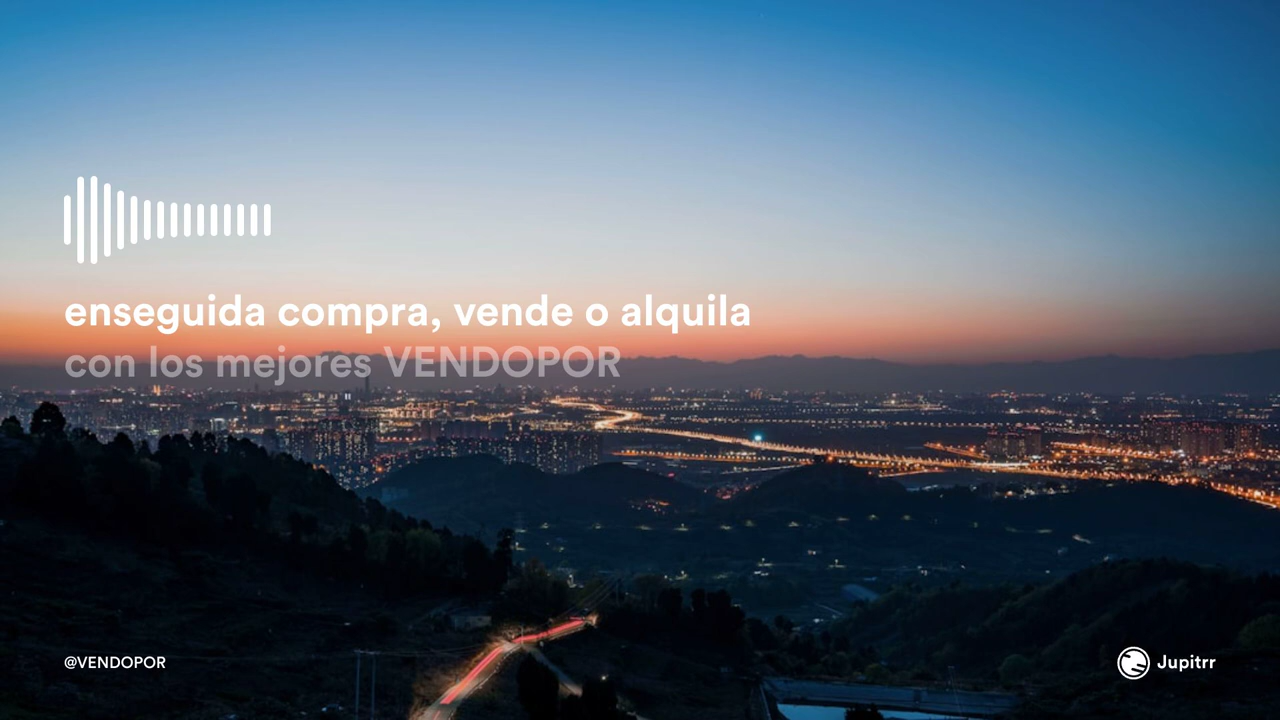 enseguida compra, vende o alquila
con los mejores VENDOPOR
@VENDOPOR
Jupitrr